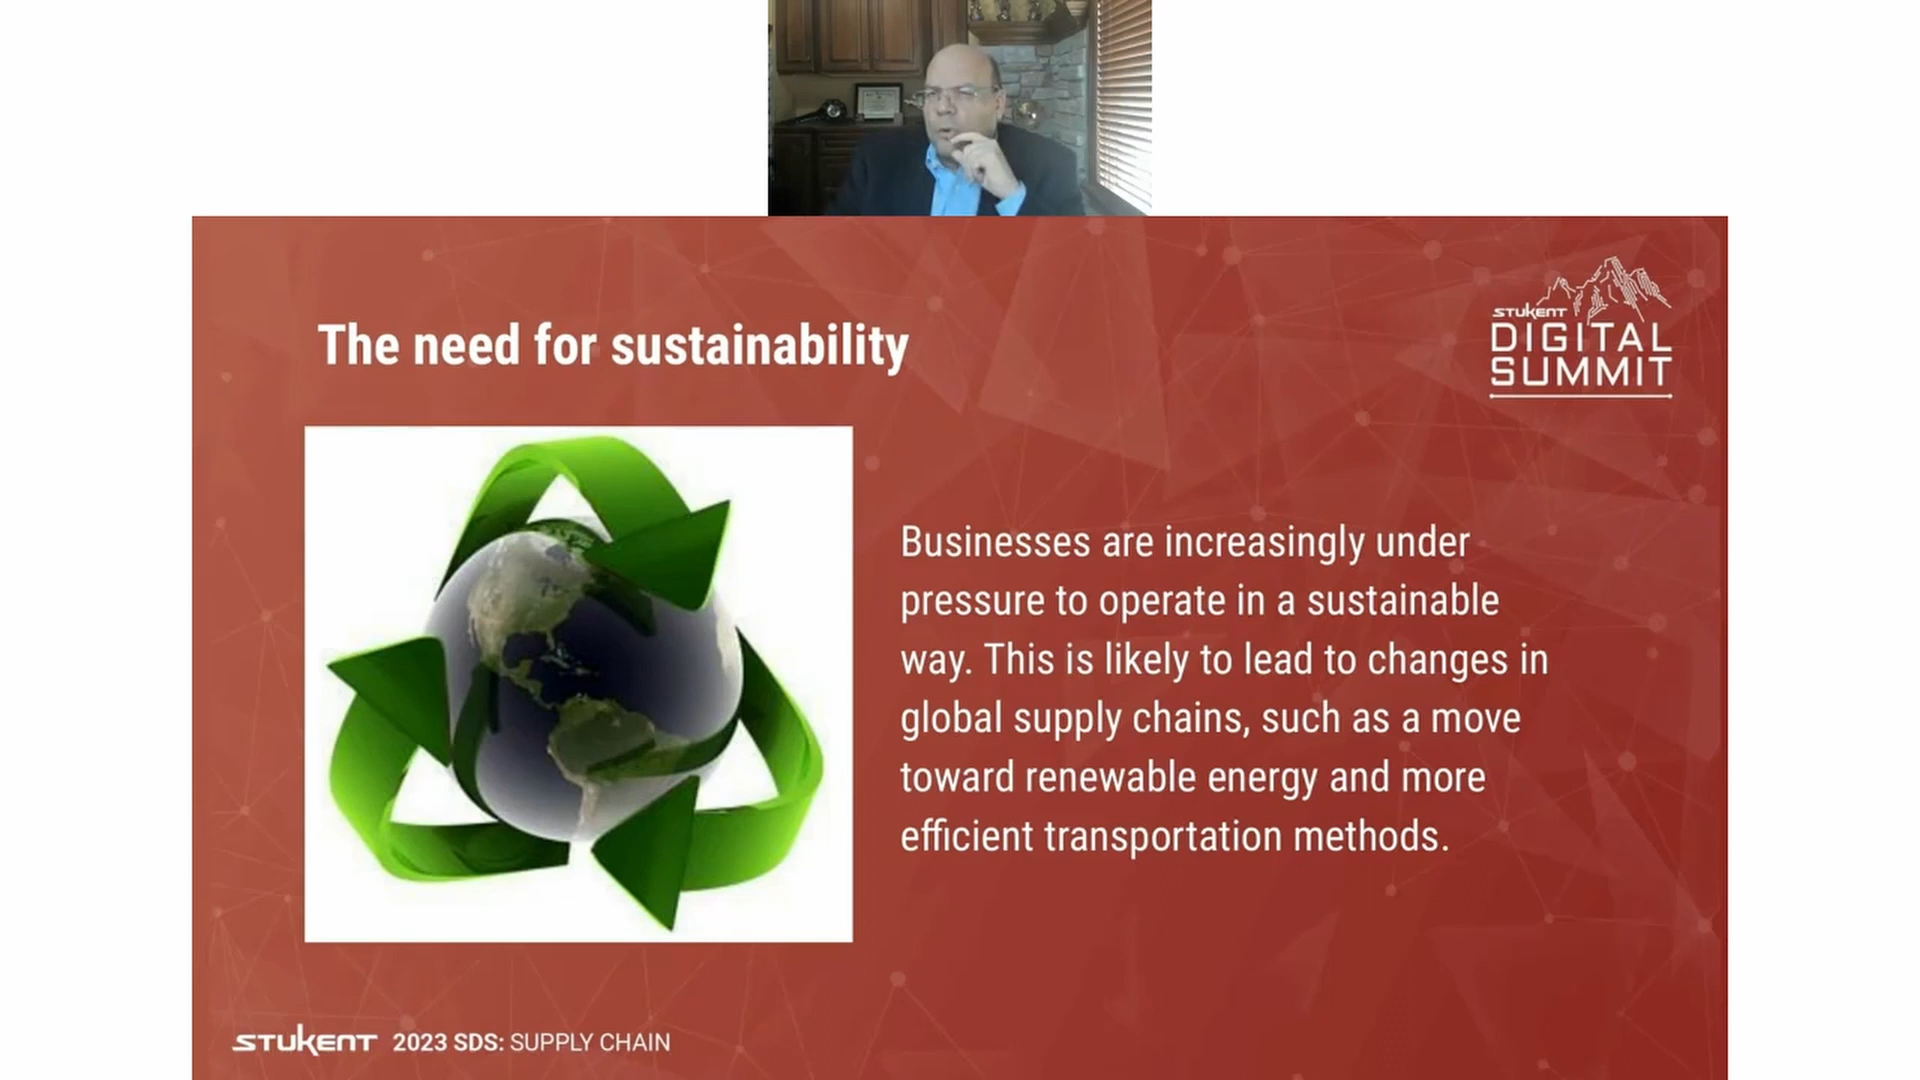 The need for sustainability
STUKENT
DIGITAL
SUMMIT
Businesses are increasingly under
pressure to operate in a sustainable
way. This is likely to lead to changes in
global supply chains, such as a move
toward renewable energy and more
efficient transportation methods.
STUKENT 2023 SDS: SUPPLY CHAIN